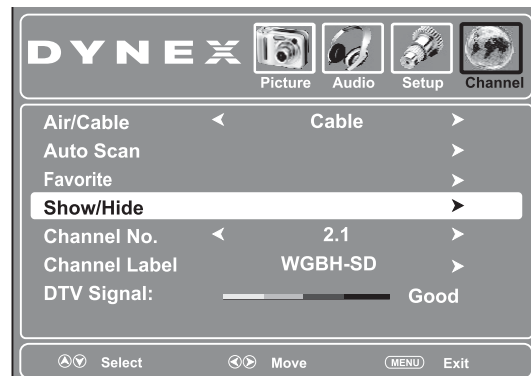 DYNEX
Picture Audio Setup Channel
Air/Cable Cable
Auto Scan
Favorite
Show/Hide
Channel No. 2.1
Channel Label WGBH-SD
DTV Signal: Good
Select Move MENU Exit